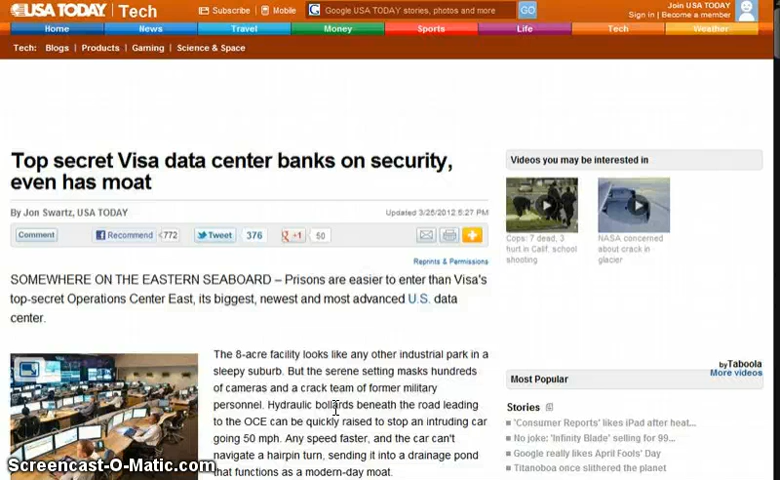 USA TODAY Tech
Subscribe Mobile
Google USA TODAY stories, photos and more
GO
Join USA TODAY
Sign in | Become a member
Home News Travel Money Sports Life Tech Weather
Tech: Blogs Products Gaming Science & Space
Top secret Visa data center banks on security,
even has moat
By Jon Swartz, USA TODAY
Updated 3/25/2012 5:27 PM
Comment Recommend 772 Tweet 376 +1 50
Reprints & Permissions
SOMEWHERE ON THE EASTERN SEABOARD – Prisons are easier to enter than Visa's
top-secret Operations Center East, its biggest, newest and most advanced U.S. data
center.
The 8-acre facility looks like any other industrial park in a
sleepy suburb. But the serene setting masks hundreds
of cameras and a crack team of former military
personnel. Hydraulic bollards beneath the road leading
to the OCE can be quickly raised to stop an intruding car
going 50 mph. Any speed faster, and the car can't
navigate a hairpin turn, sending it into a drainage pond
that functions as a modern-day moat.
Videos you may be interested in
Cops: 7 dead, 3
hurt in Calif. school
shooting
NASA concerned
about crack in
glacier
by Taboola
More videos
Most Popular
Stories
'Consumer Reports' likes iPad after heat...
No joke: 'Infinity Blade' selling for 99...
Google really likes April Fools' Day
Titanoboa once slithered the planet
Screencast-O-Matic.com